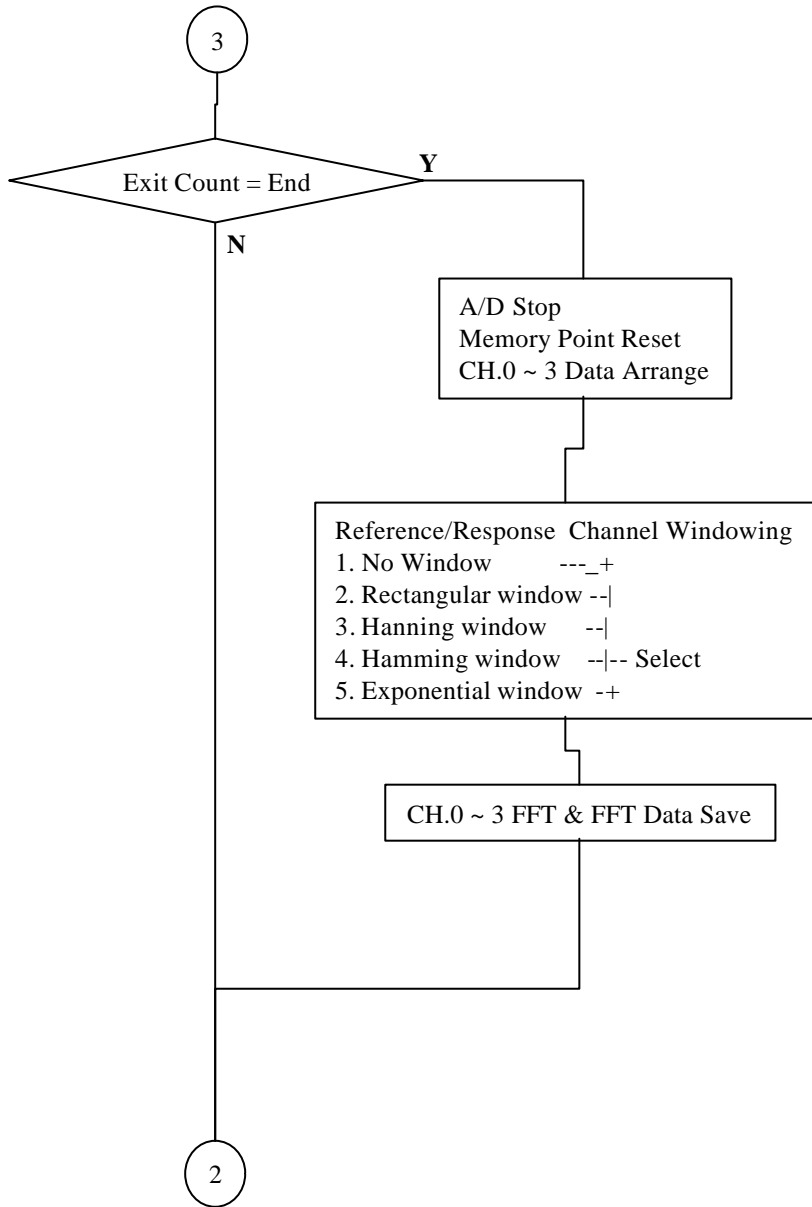 3
Exit Count = End
Y
N
A/D Stop
Memory Point Reset
CH.0 ~ 3 Data Arrange
Reference/Response Channel Windowing
1. No Window ---_+
2. Rectangular window --|
3. Hanning window --|
4. Hamming window --|-- Select
5. Exponential window -+
CH.0 ~ 3 FFT & FFT Data Save
2